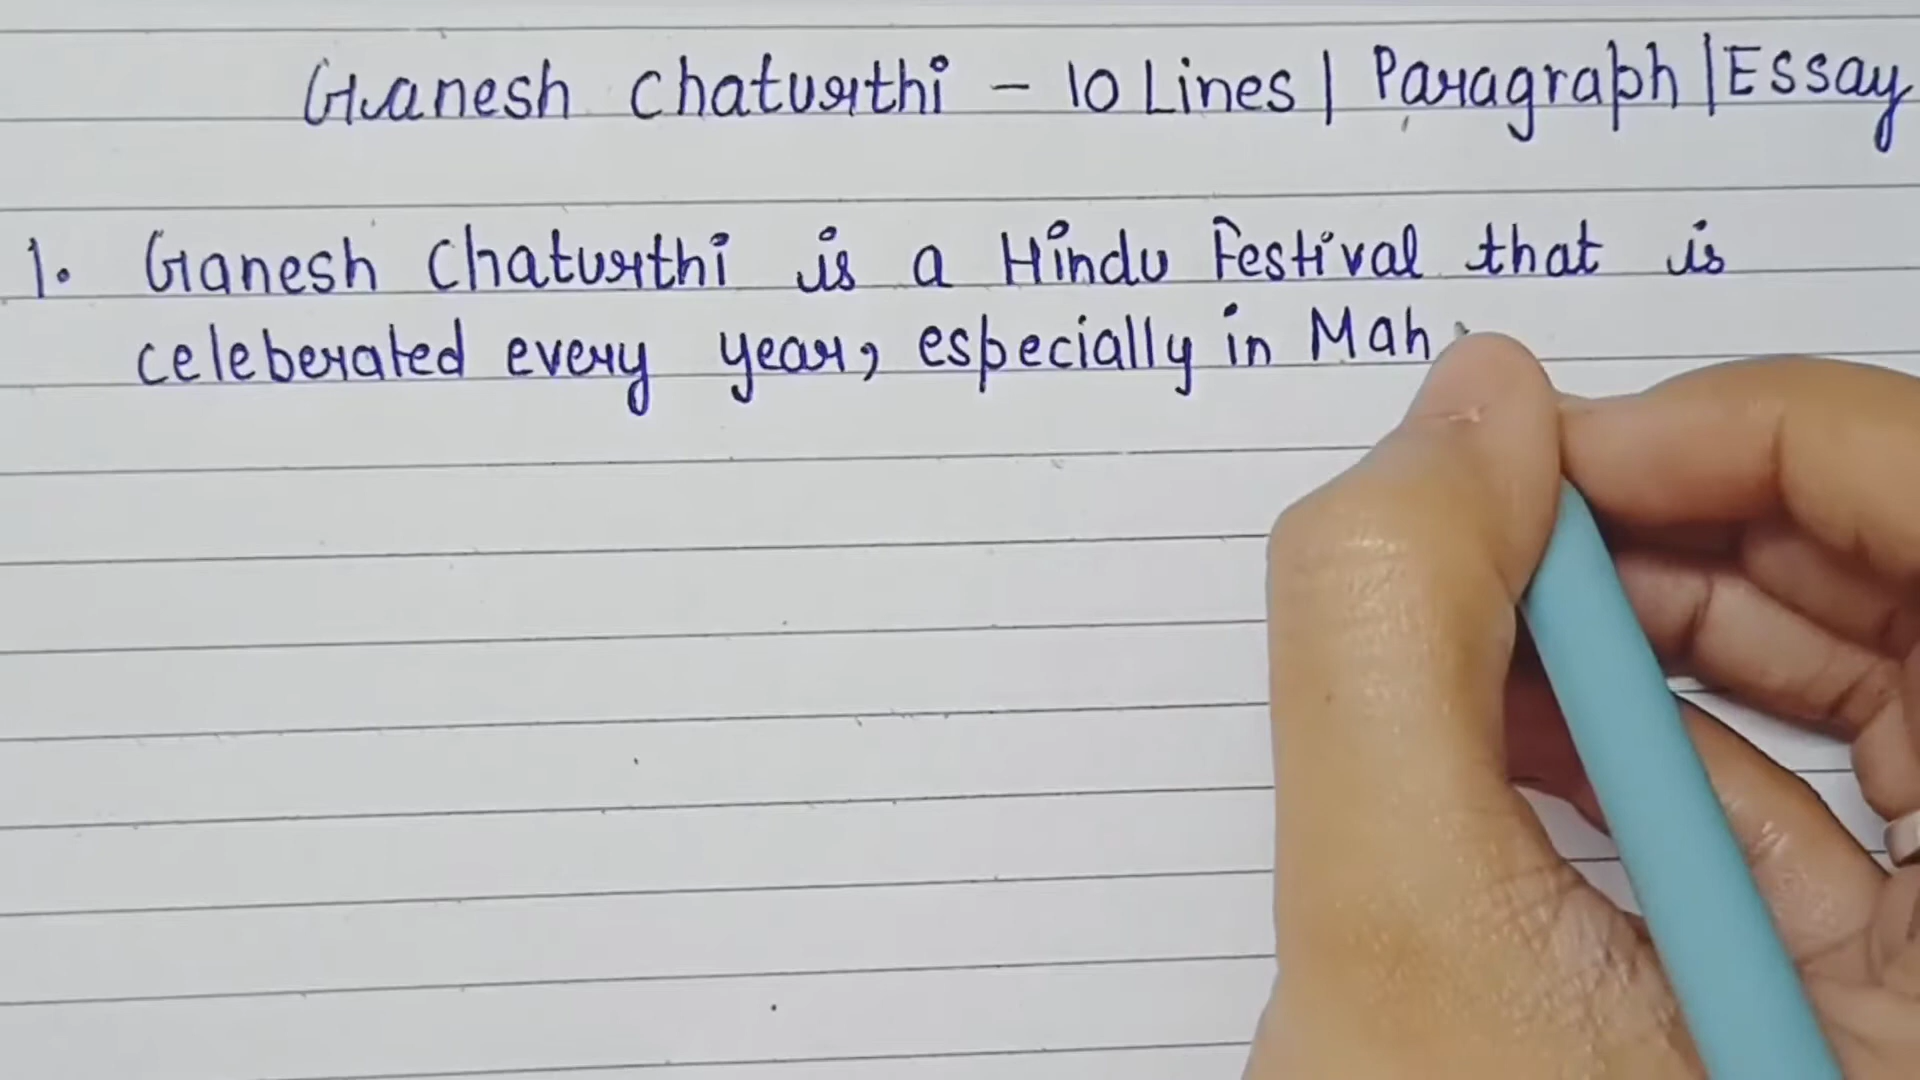 Ganesh Chaturthi - 10 Lines | Paragraph | Essay
1. Ganesh Chaturthi is a Hindu Festival that is
celeberated every year, especially in Mah